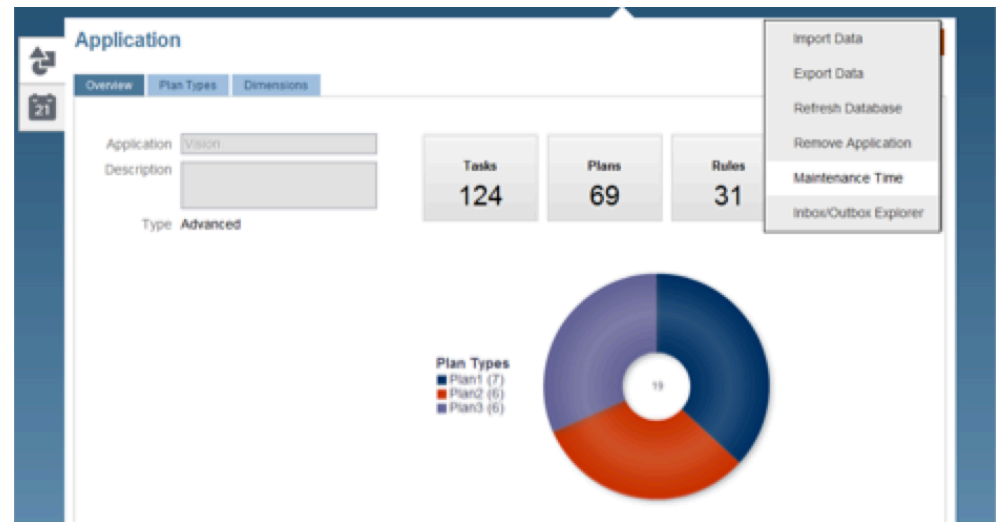 Application
Import Data
Export Data
Refresh Database
Remove Application
Maintenance Time
Inbox/Outbox Explorer
21
Overview Plan Types Dimensions
Application Vision
Description
Type Advanced
Tasks
124
Plans
69
Rules
31
Plan Types
Plan1 (7)
Plan2 (6)
Plan3 (6)
19